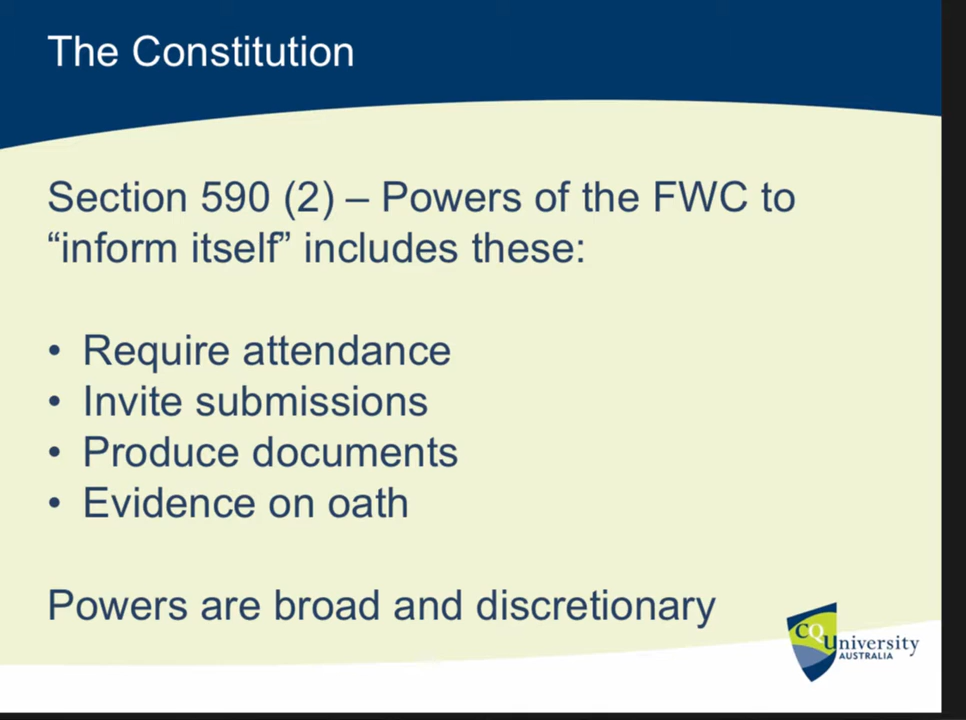 The Constitution
Section 590 (2) – Powers of the FWC to
“inform itself” includes these:
• Require attendance
• Invite submissions
• Produce documents
• Evidence on oath
Powers are broad and discretionary
CQUniversity
AUSTRALIA